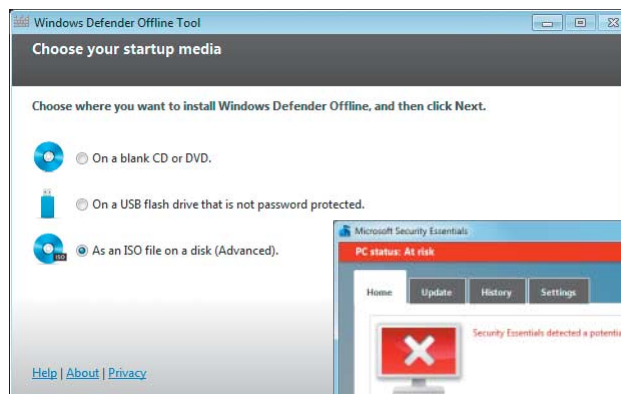 Windows Defender Offline Tool
Choose your startup media
Choose where you want to install Windows Defender Offline, and then click Next.
On a blank CD or DVD.
On a USB flash drive that is not password protected.
As an ISO file on a disk (Advanced).
ISO
Help | About | Privacy
Microsoft Security Essentials
PC status: At risk
Home Update History Settings
Security Essentials detected a